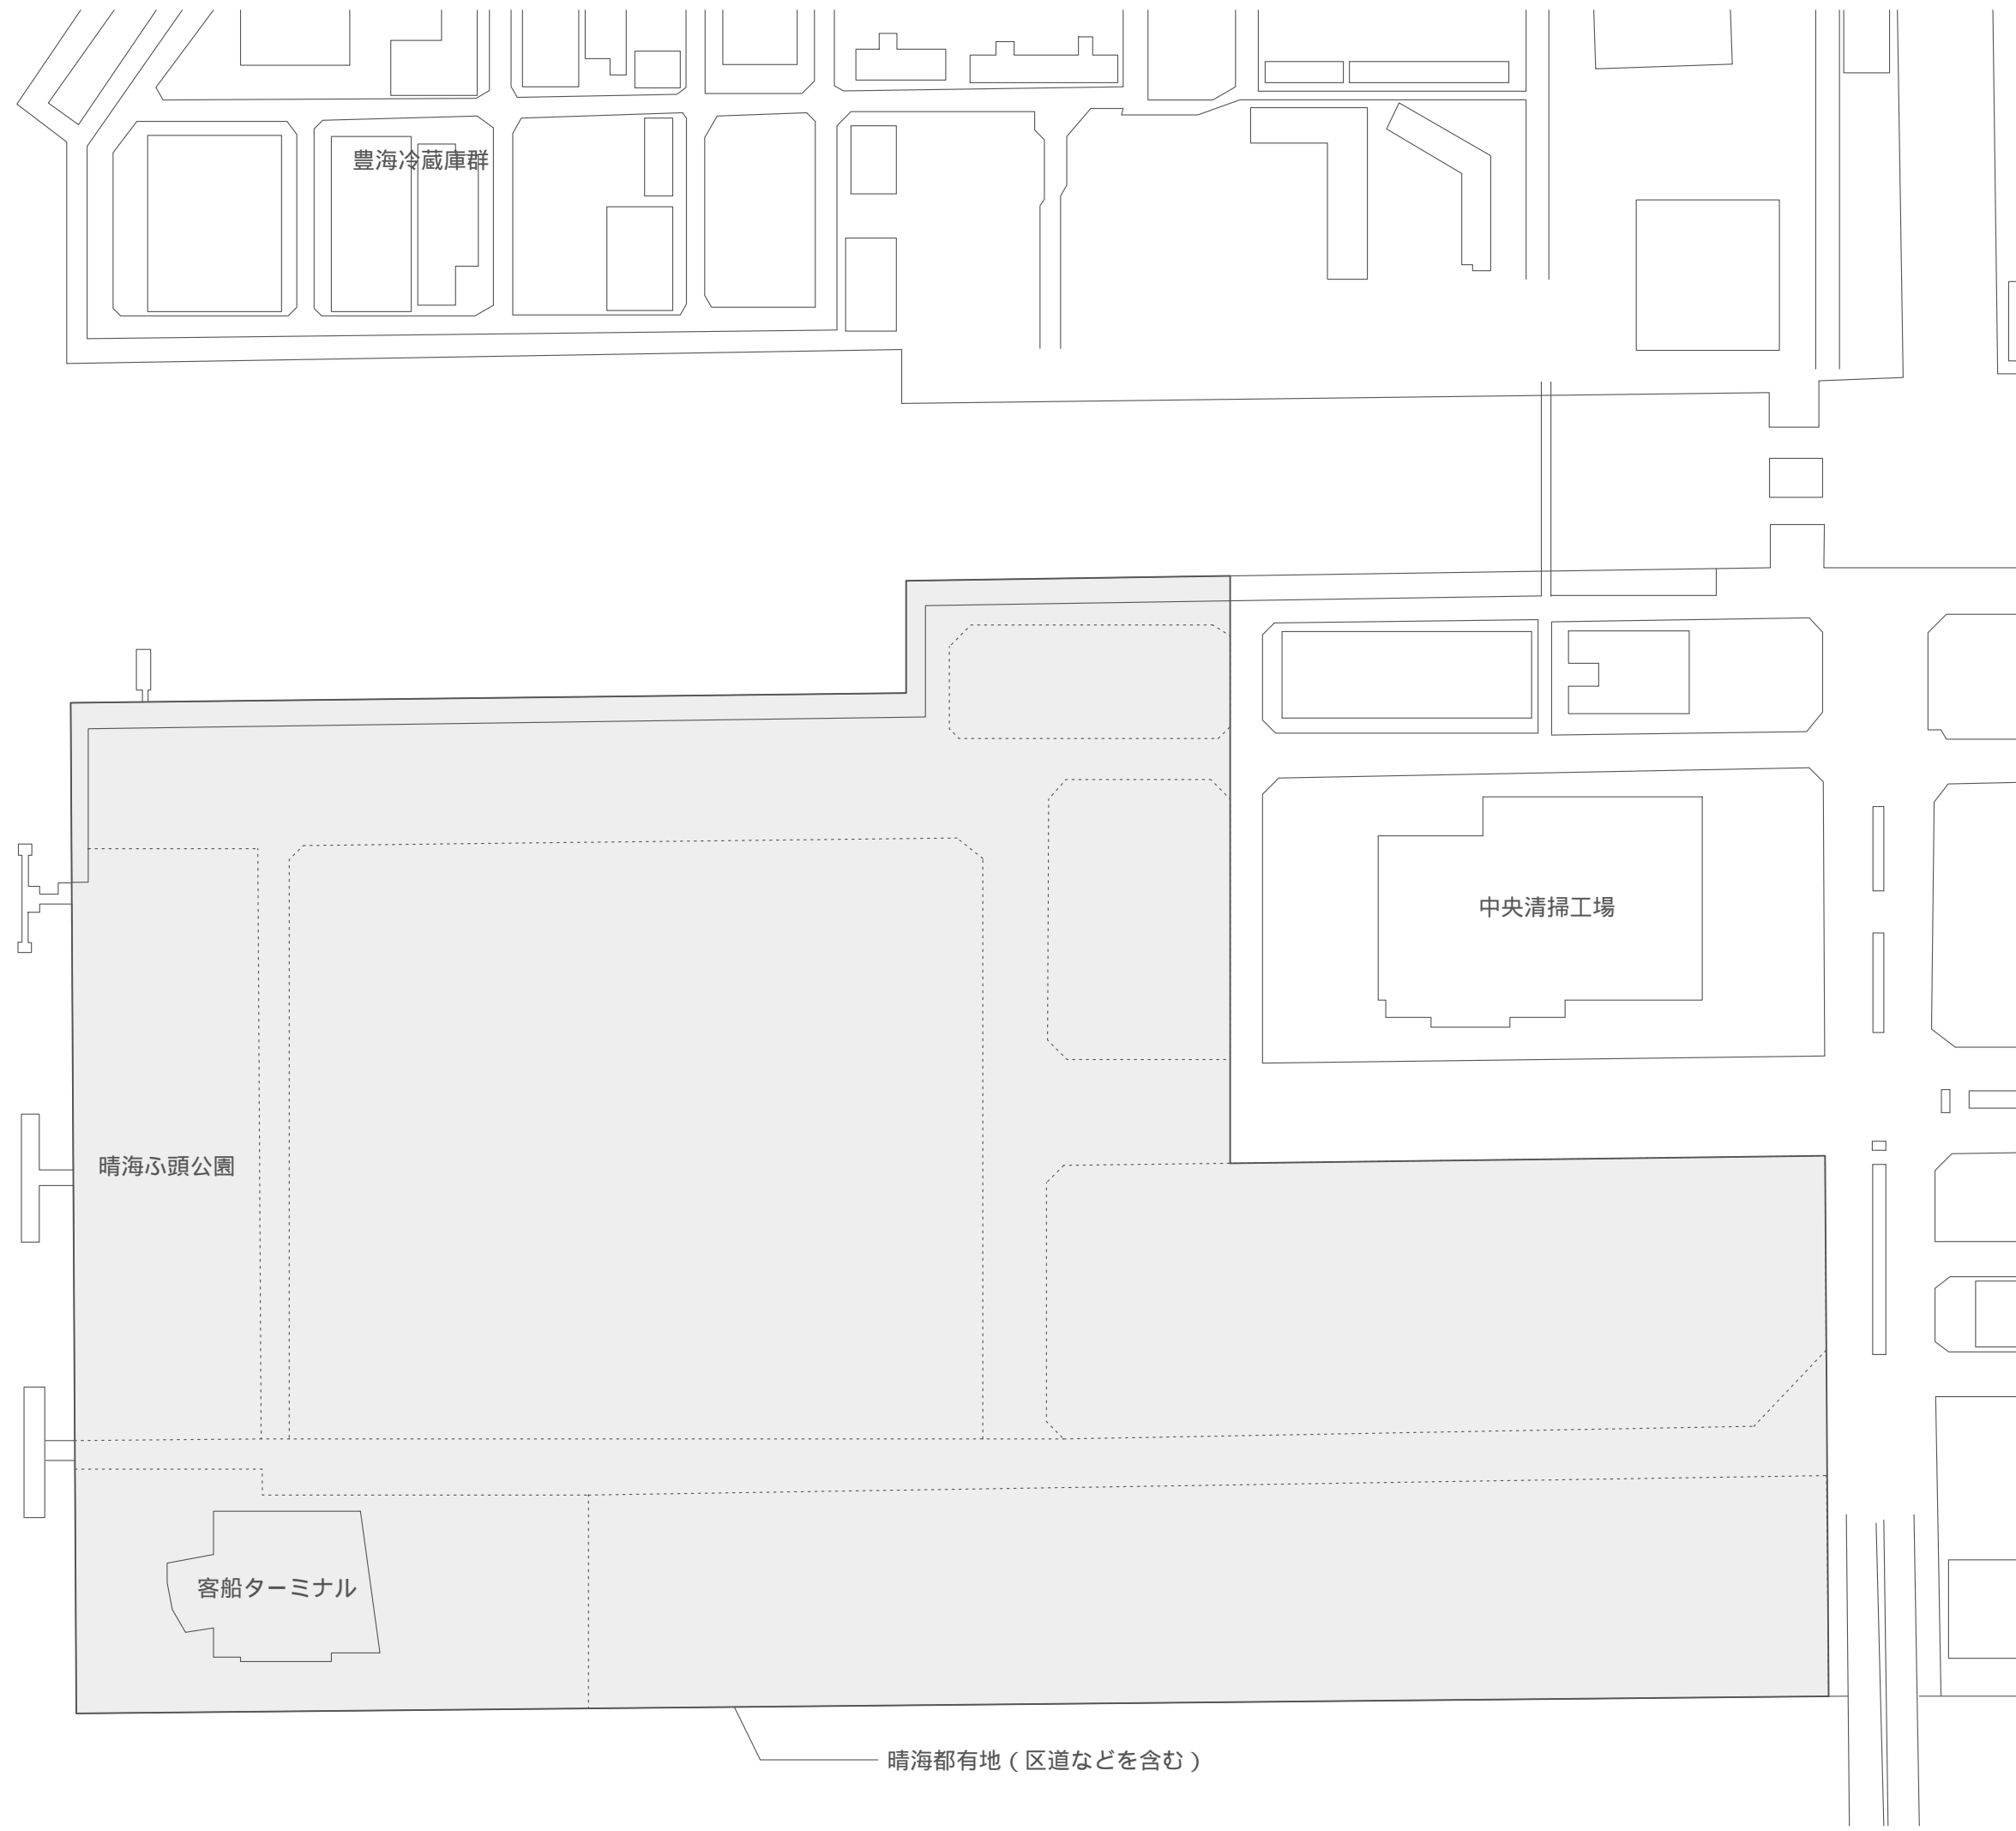 豊海冷蔵庫群
中央清掃工場
晴海ふ頭公園
客船ターミナル
晴海都有地（区道などを含む）